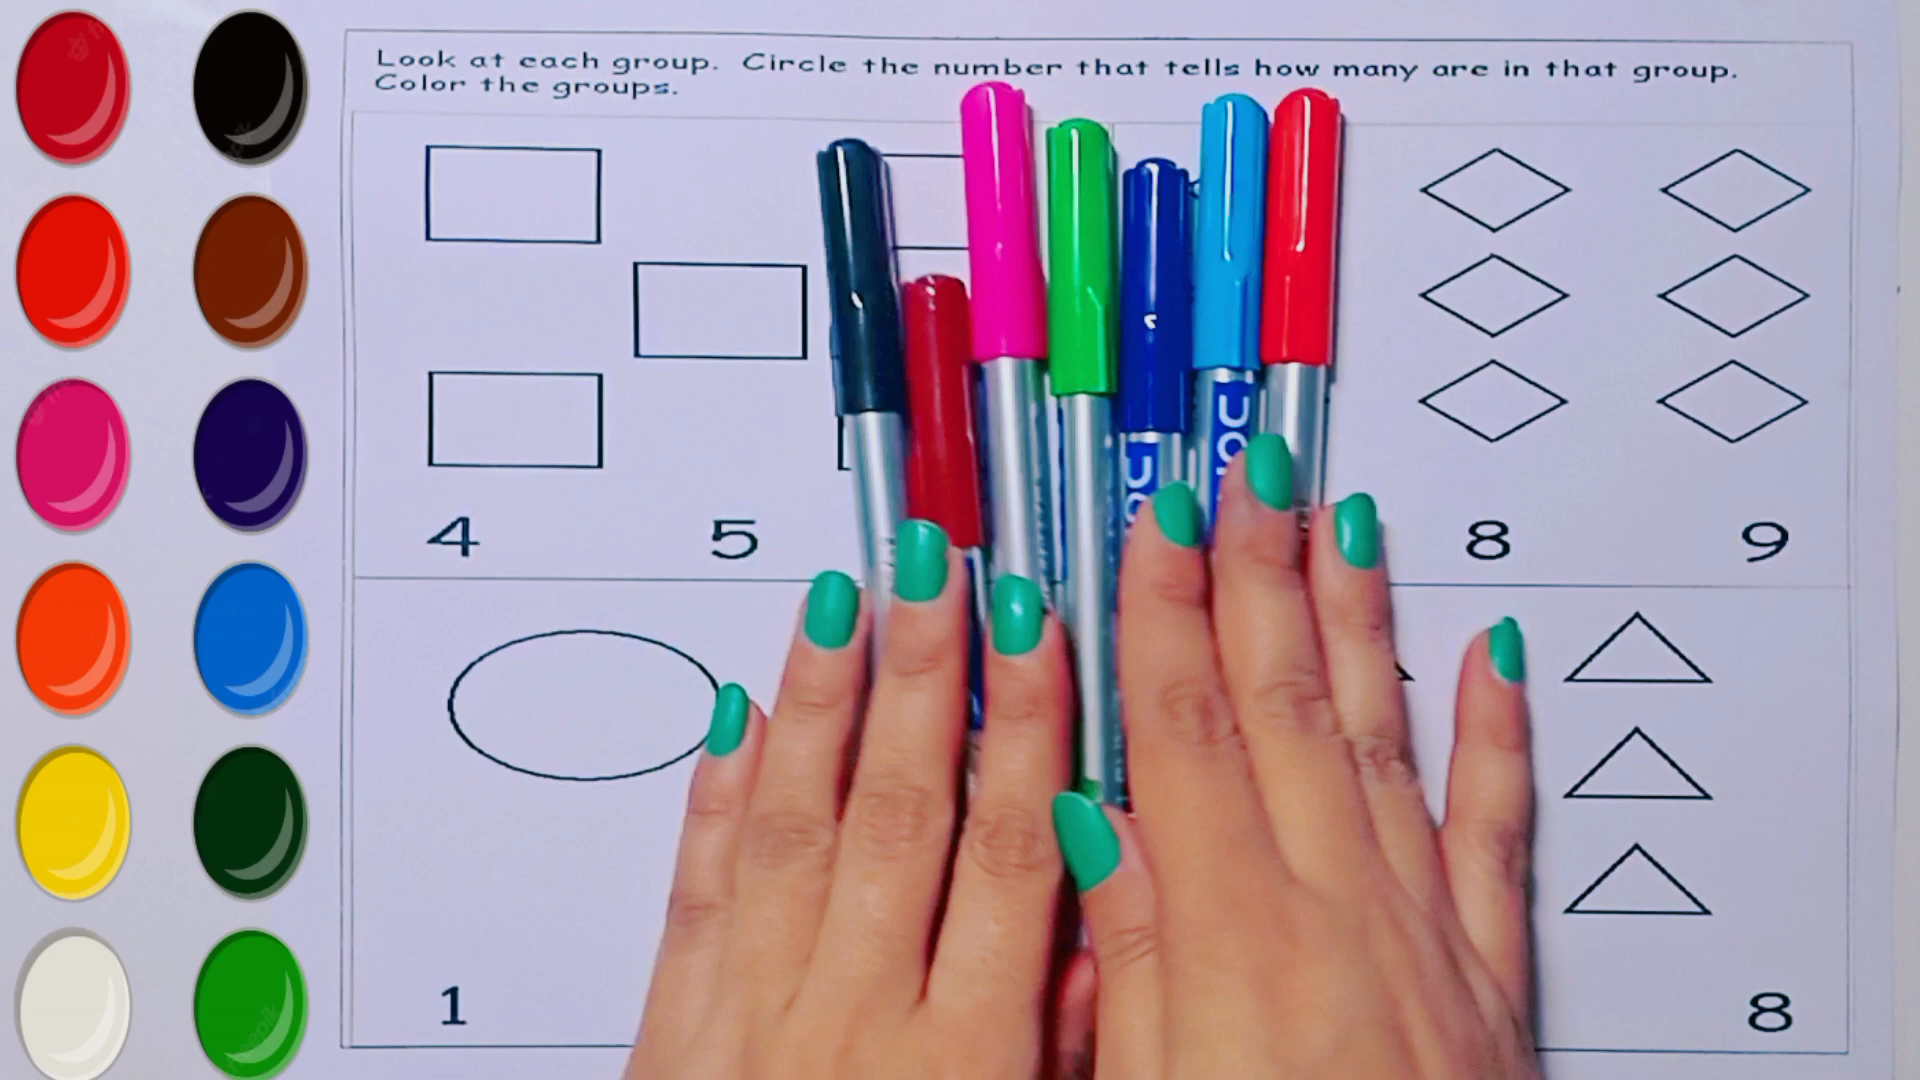 Look at each group. Circle the number that tells how many are in that group.
Color the groups.
4 5 8 9
1 8